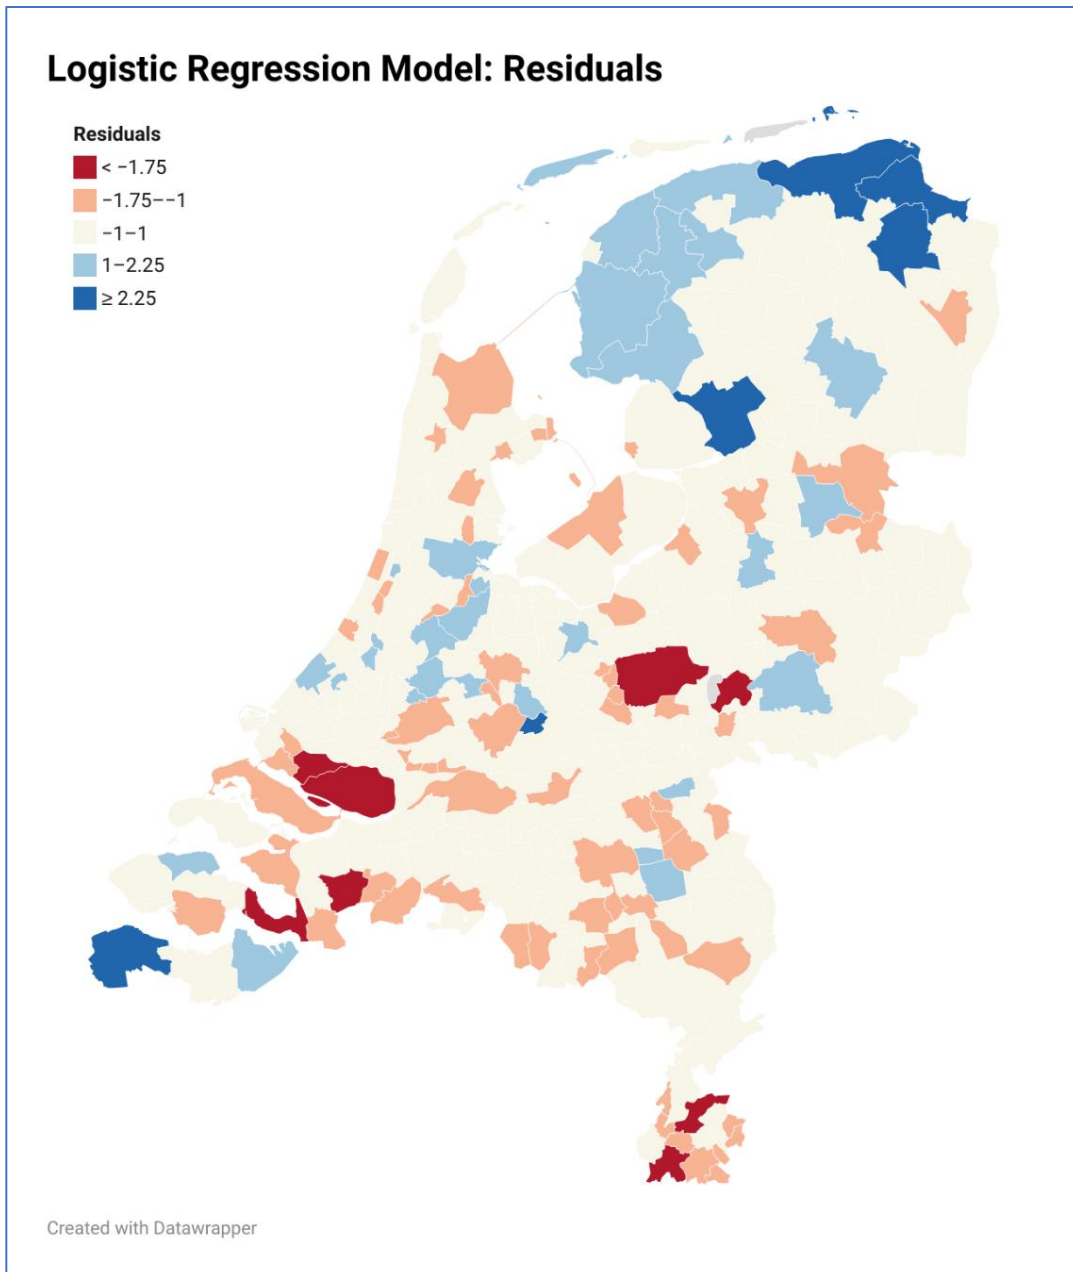 Logistic Regression Model: Residuals
Residuals
< −1.75
−1.75–−1
−1–1
1–2.25
≥ 2.25
Created with Datawrapper